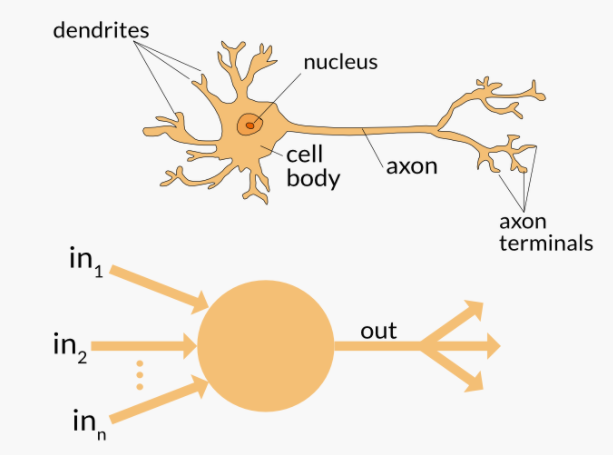 dendrites
nucleus
cell
body
axon
axon
terminals
in1
in2
inn
out